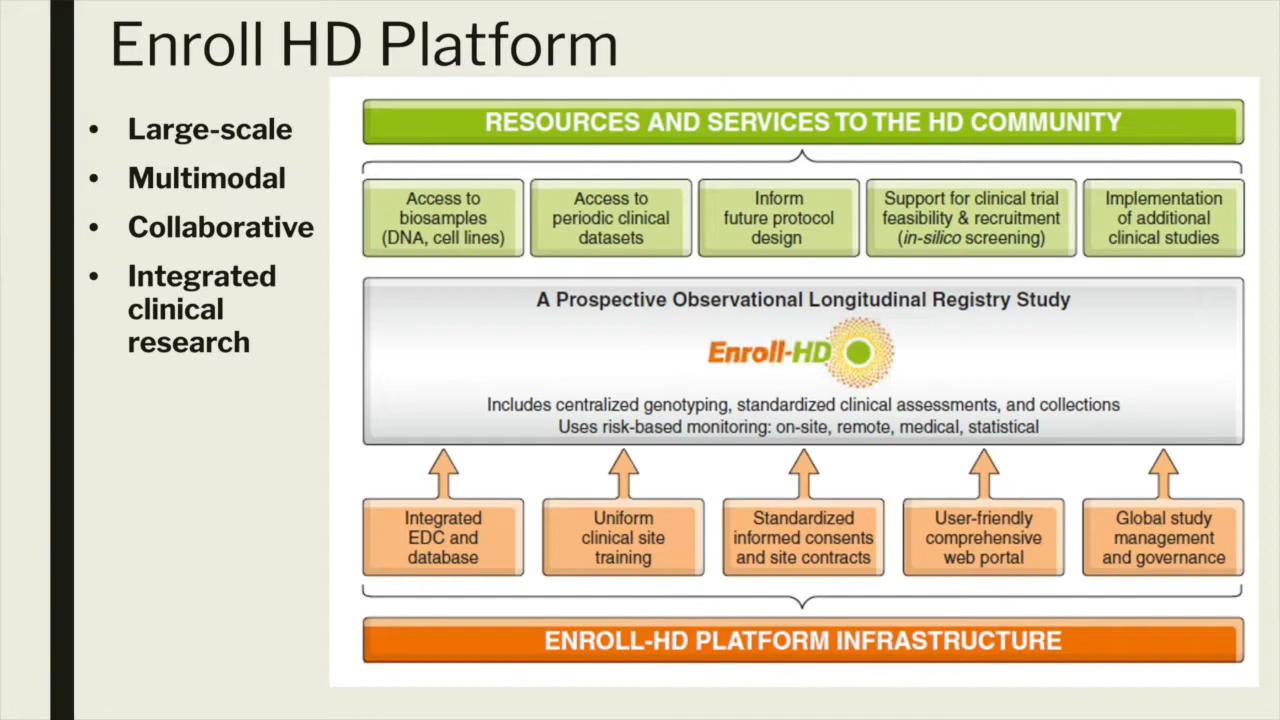 Enroll HD Platform
• Large-scale
• Multimodal
• Collaborative
• Integrated
clinical
research
RESOURCES AND SERVICES TO THE HD COMMUNITY
Access to
biosamples
(DNA, cell lines)
Access to
periodic clinical
datasets
Inform
future protocol
design
Support for clinical trial
feasibility & recruitment
(in-silico screening)
Implementation
of additional
clinical studies
A Prospective Observational Longitudinal Registry Study
Enroll-HD
Includes centralized genotyping, standardized clinical assessments, and collections
Uses risk-based monitoring: on-site, remote, medical, statistical
Integrated
EDC and
database
Uniform
clinical site
training
Standardized
informed consents
and site contracts
User-friendly
comprehensive
web portal
Global study
management
and governance
ENROLL-HD PLATFORM INFRASTRUCTURE